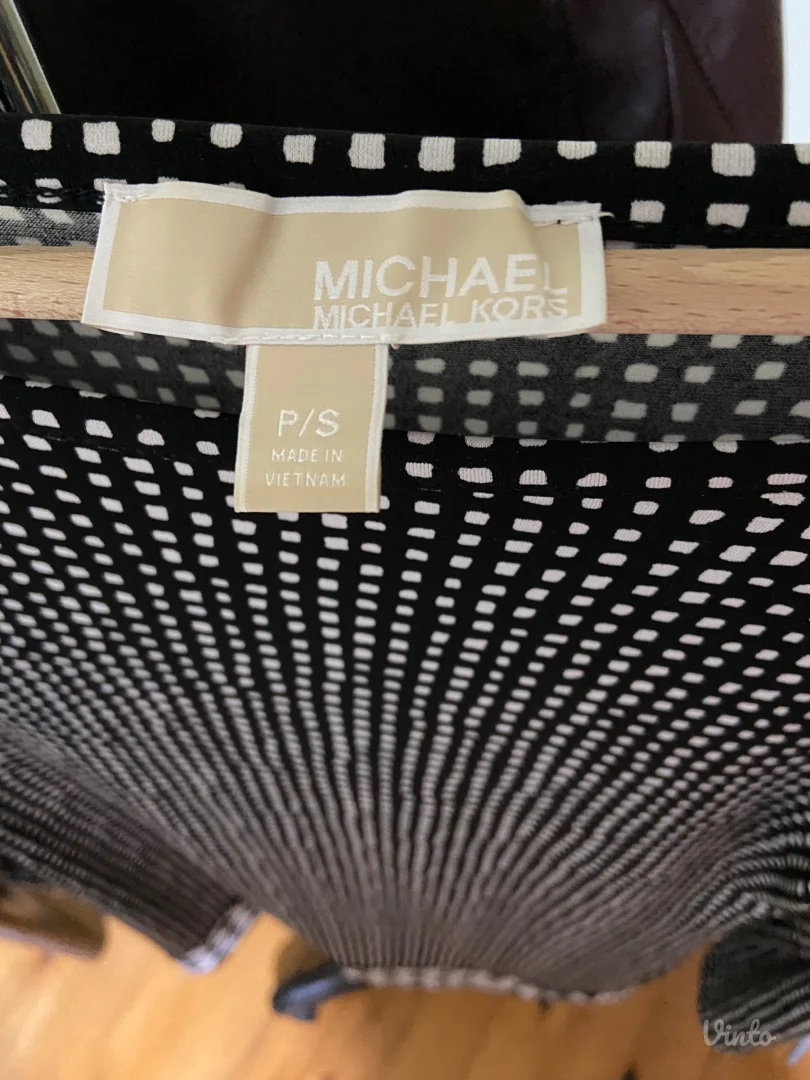 MICHAEL
MICHAEL KORS
P/S
MADE IN
VIETNAM
Vinto